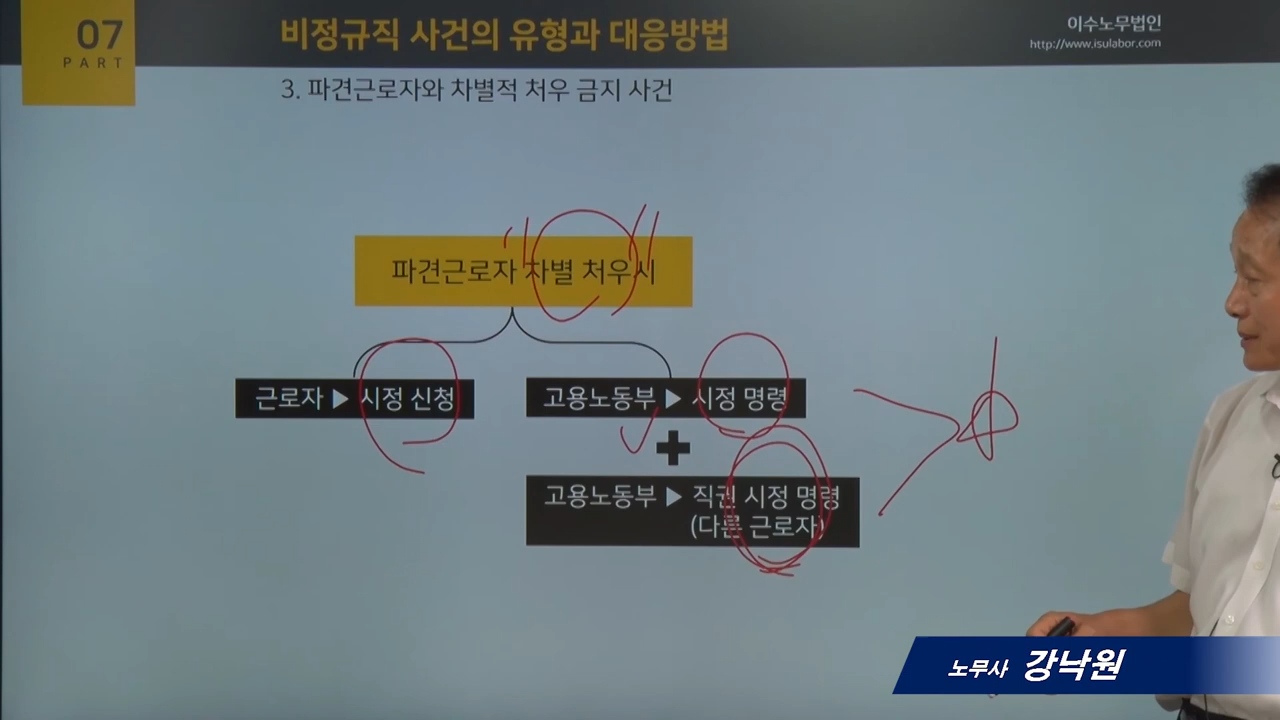 07
PART
비정규직 사건의 유형과 대응방법
이수노무법인
http://www.isulabor.com
3. 파견근로자와 차별적 처우 금지 사건
파견근로자 차별 처우시
근로자 ▶ 시정 신청
고용노동부 ▶ 시정 명령
+
고용노동부 ▶ 직권 시정 명령
(다른 근로자)
노무사 강낙원